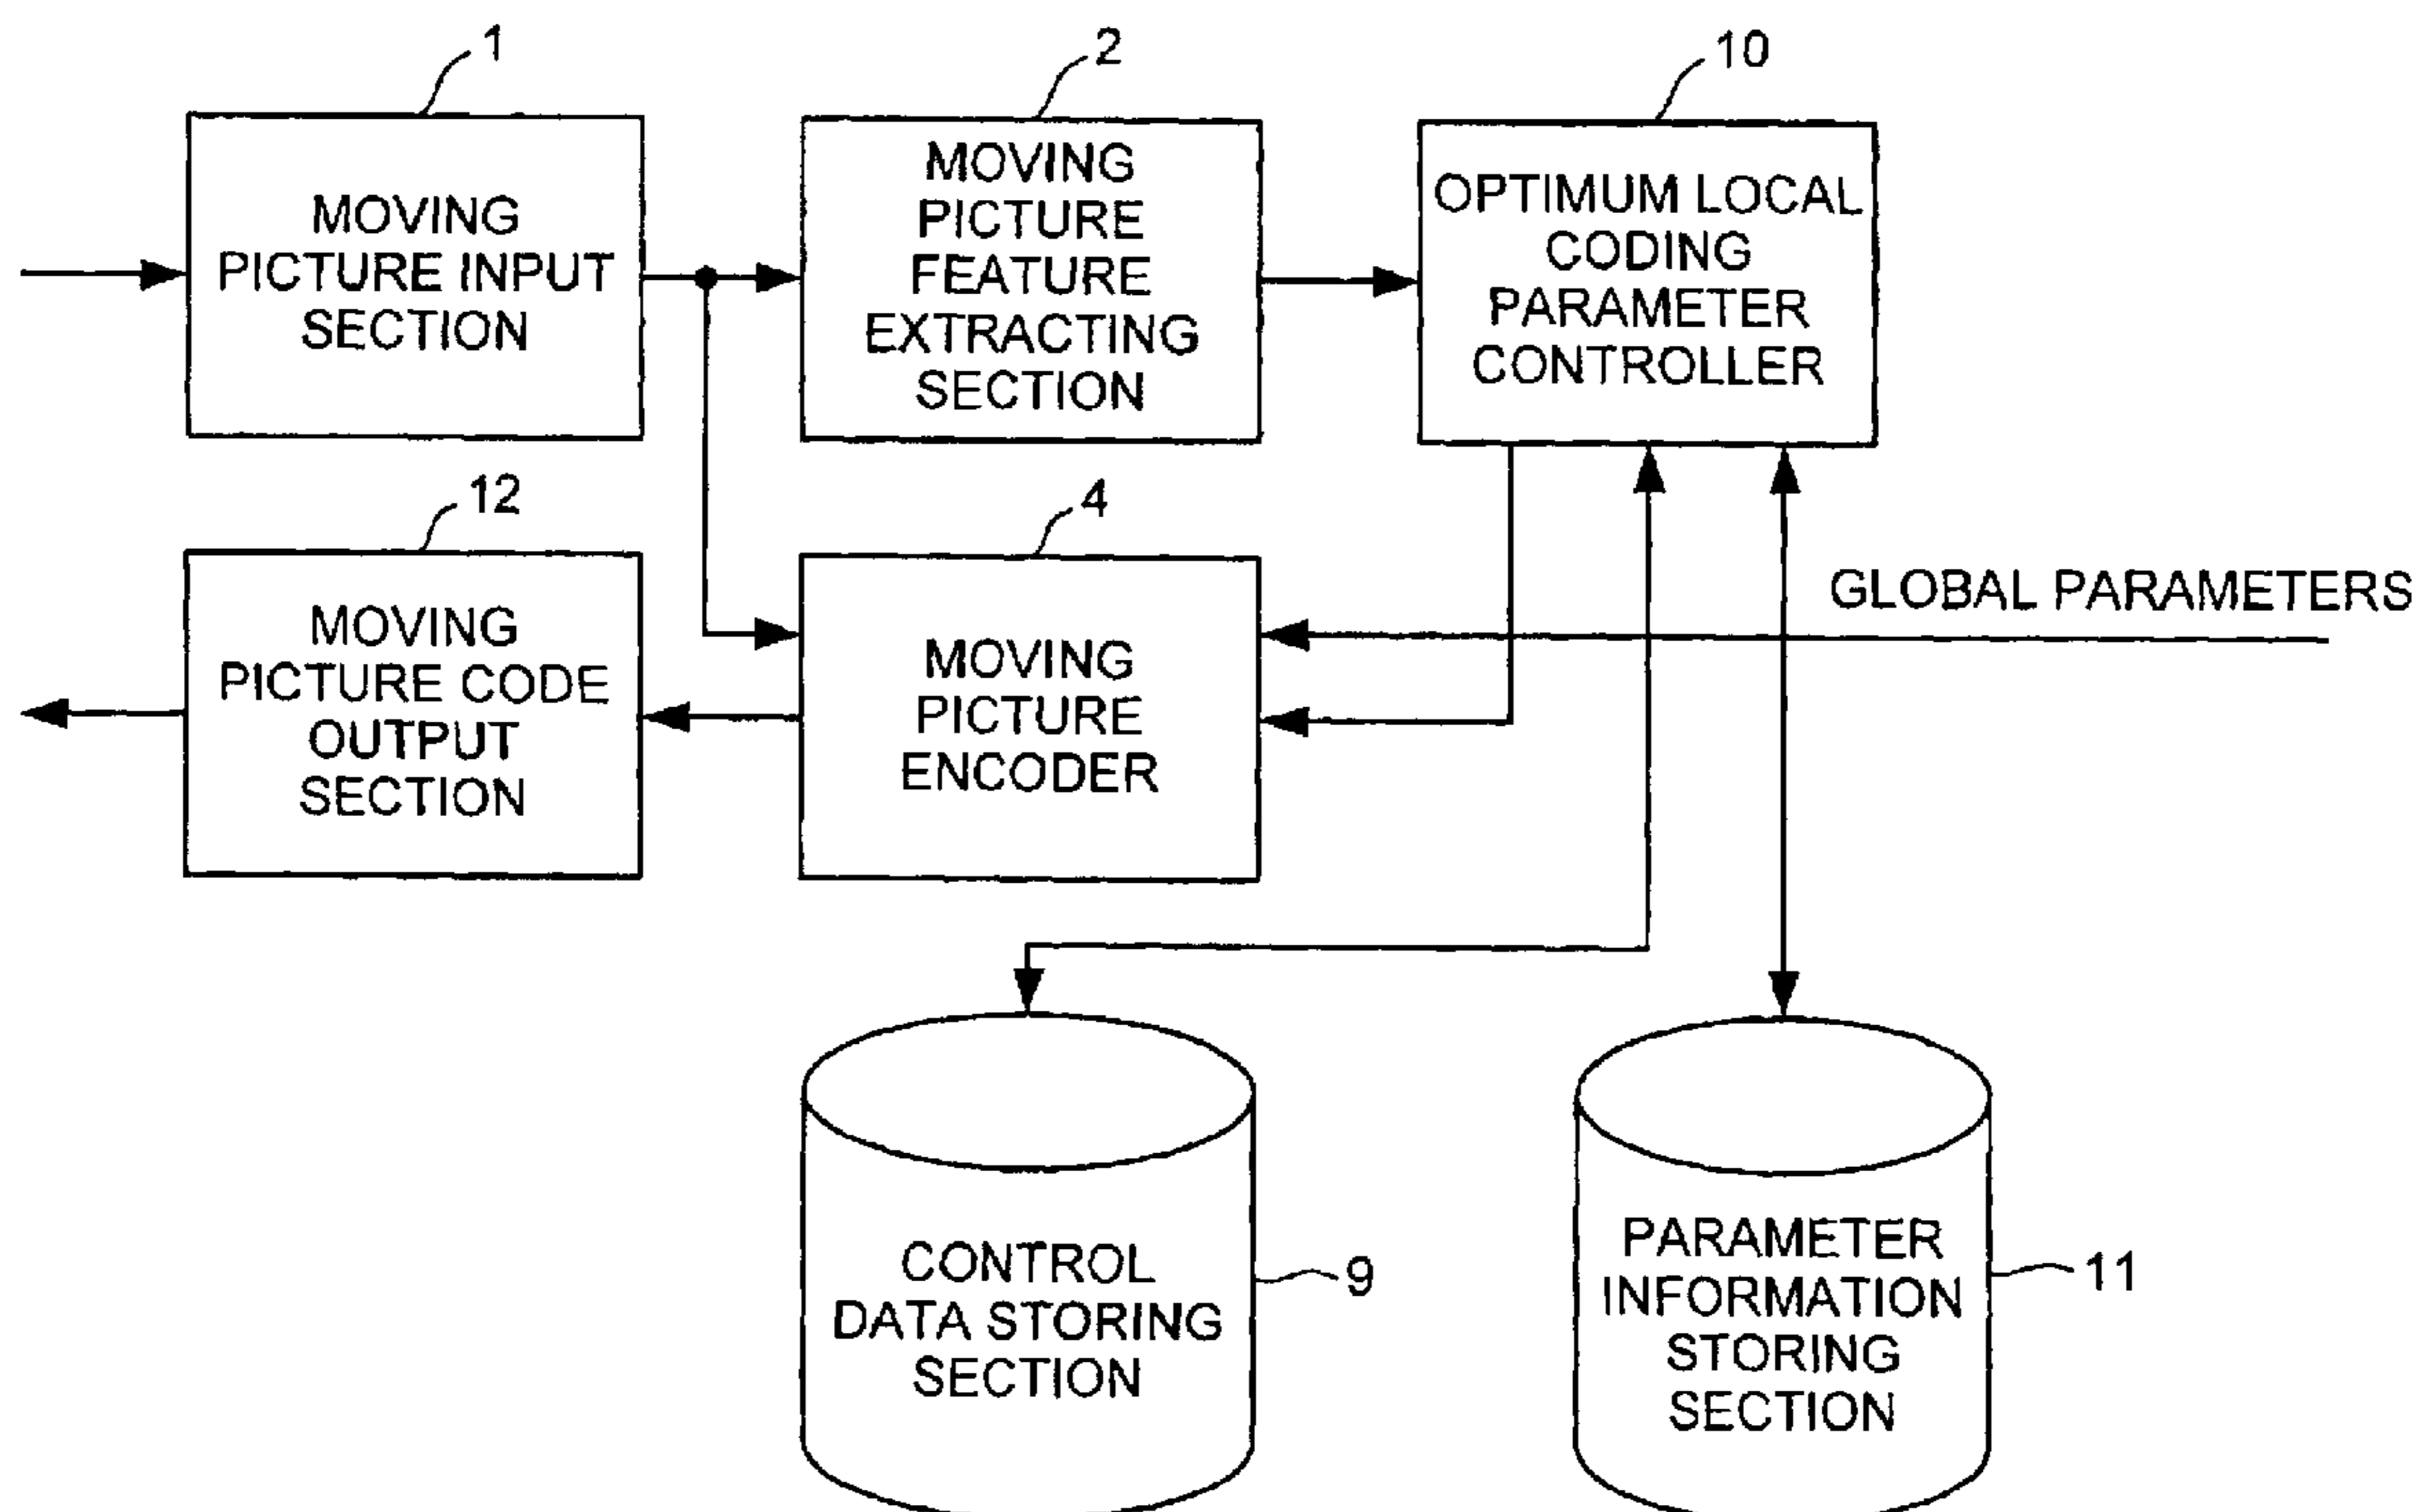 1
MOVING
PICTURE INPUT
SECTION
2
MOVING
PICTURE
FEATURE
EXTRACTING
SECTION
10
OPTIMUM LOCAL
CODING
PARAMETER
CONTROLLER
12
MOVING
PICTURE CODE
OUTPUT
SECTION
4
MOVING
PICTURE
ENCODER
GLOBAL PARAMETERS
CONTROL
DATA STORING
SECTION
9
PARAMETER
INFORMATION
STORING
SECTION
11